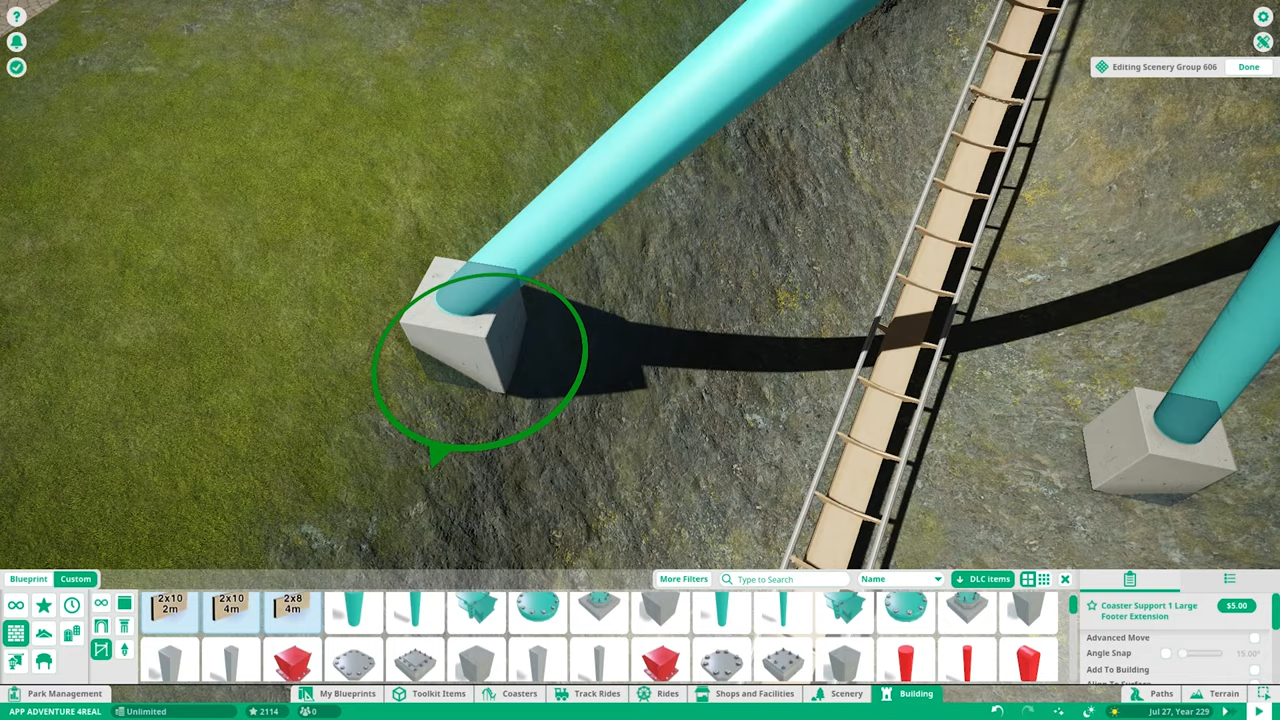 ?
Editing Scenery Group 606 Done
Blueprint Custom More Filters Type to Search Name DLC items
2x10 2x10 2x8
2m 4m 4m
Coaster Support 1 Large $5.00
Footer Extension
Advanced Move
Angle Snap 15.00°
Add To Building
Park Management My Blueprints Toolkit Items Coasters Track Rides Rides Shops and Facilities Scenery Building Paths Terrain
APP ADVENTURE 4REAL Unlimited 2114 0 Jul 27, Year 229